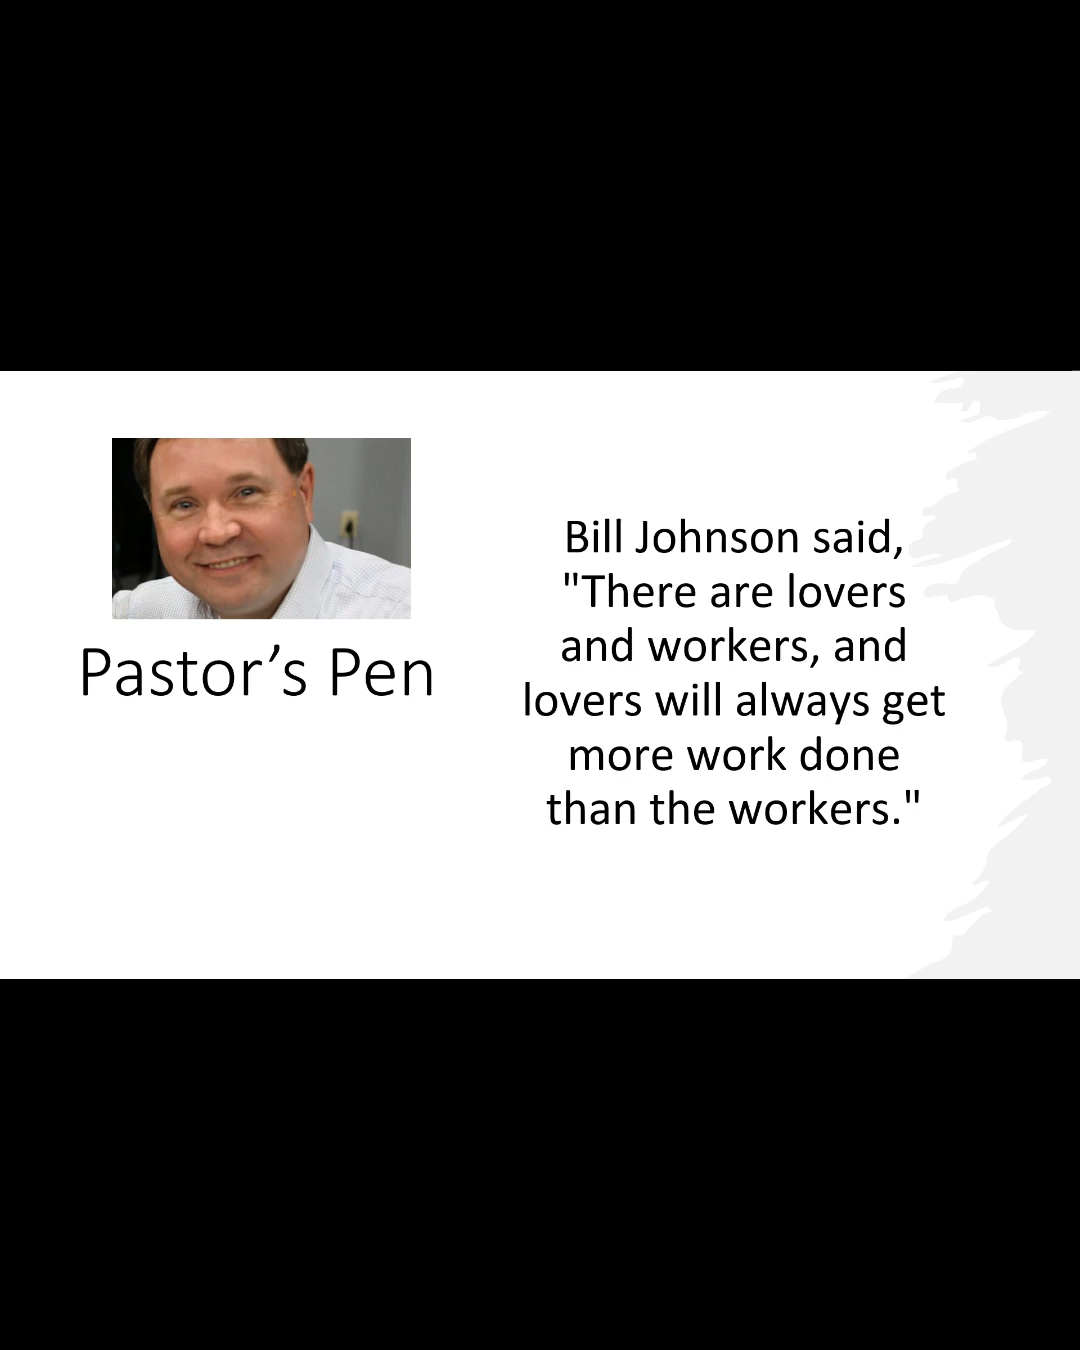 Pastor’s Pen
Bill Johnson said,
"There are lovers
and workers, and
lovers will always get
more work done
than the workers."